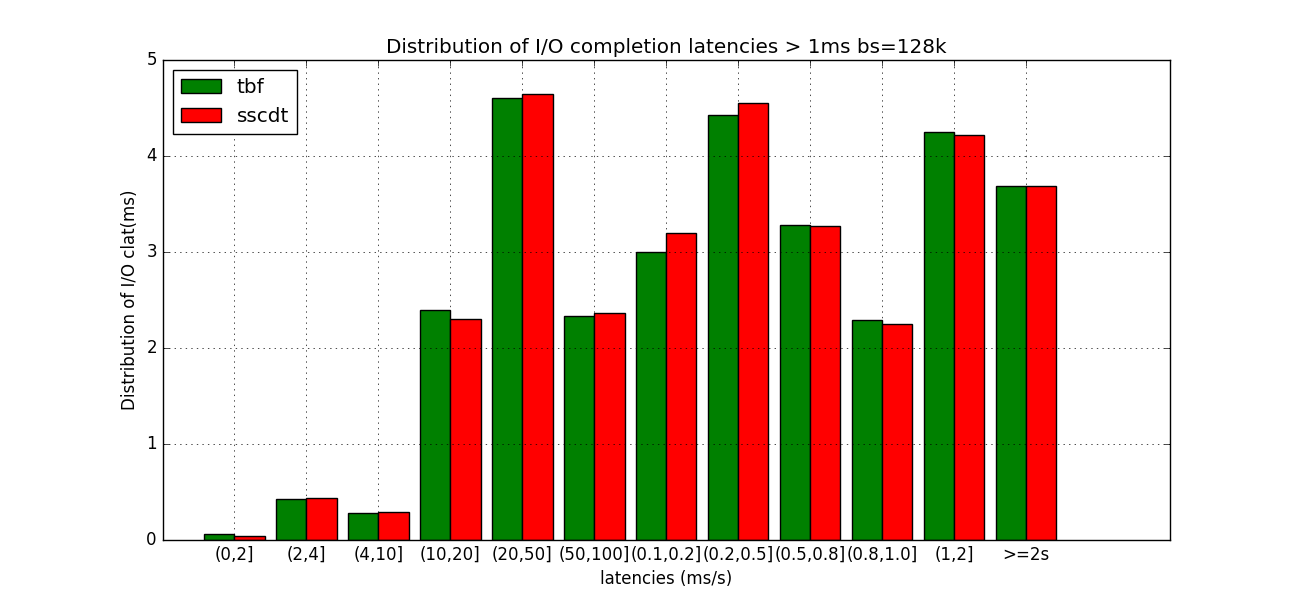 Distribution of I/O completion latencies > 1ms bs=128k
tbf
sscdt
Distribution of I/O clat(ms)
5
4
3
2
1
0
(0,2] (2,4] (4,10] (10,20] (20,50] (50,100] (0.1,0.2] (0.2,0.5] (0.5,0.8] (0.8,1.0] (1,2] >=2s
latencies (ms/s)